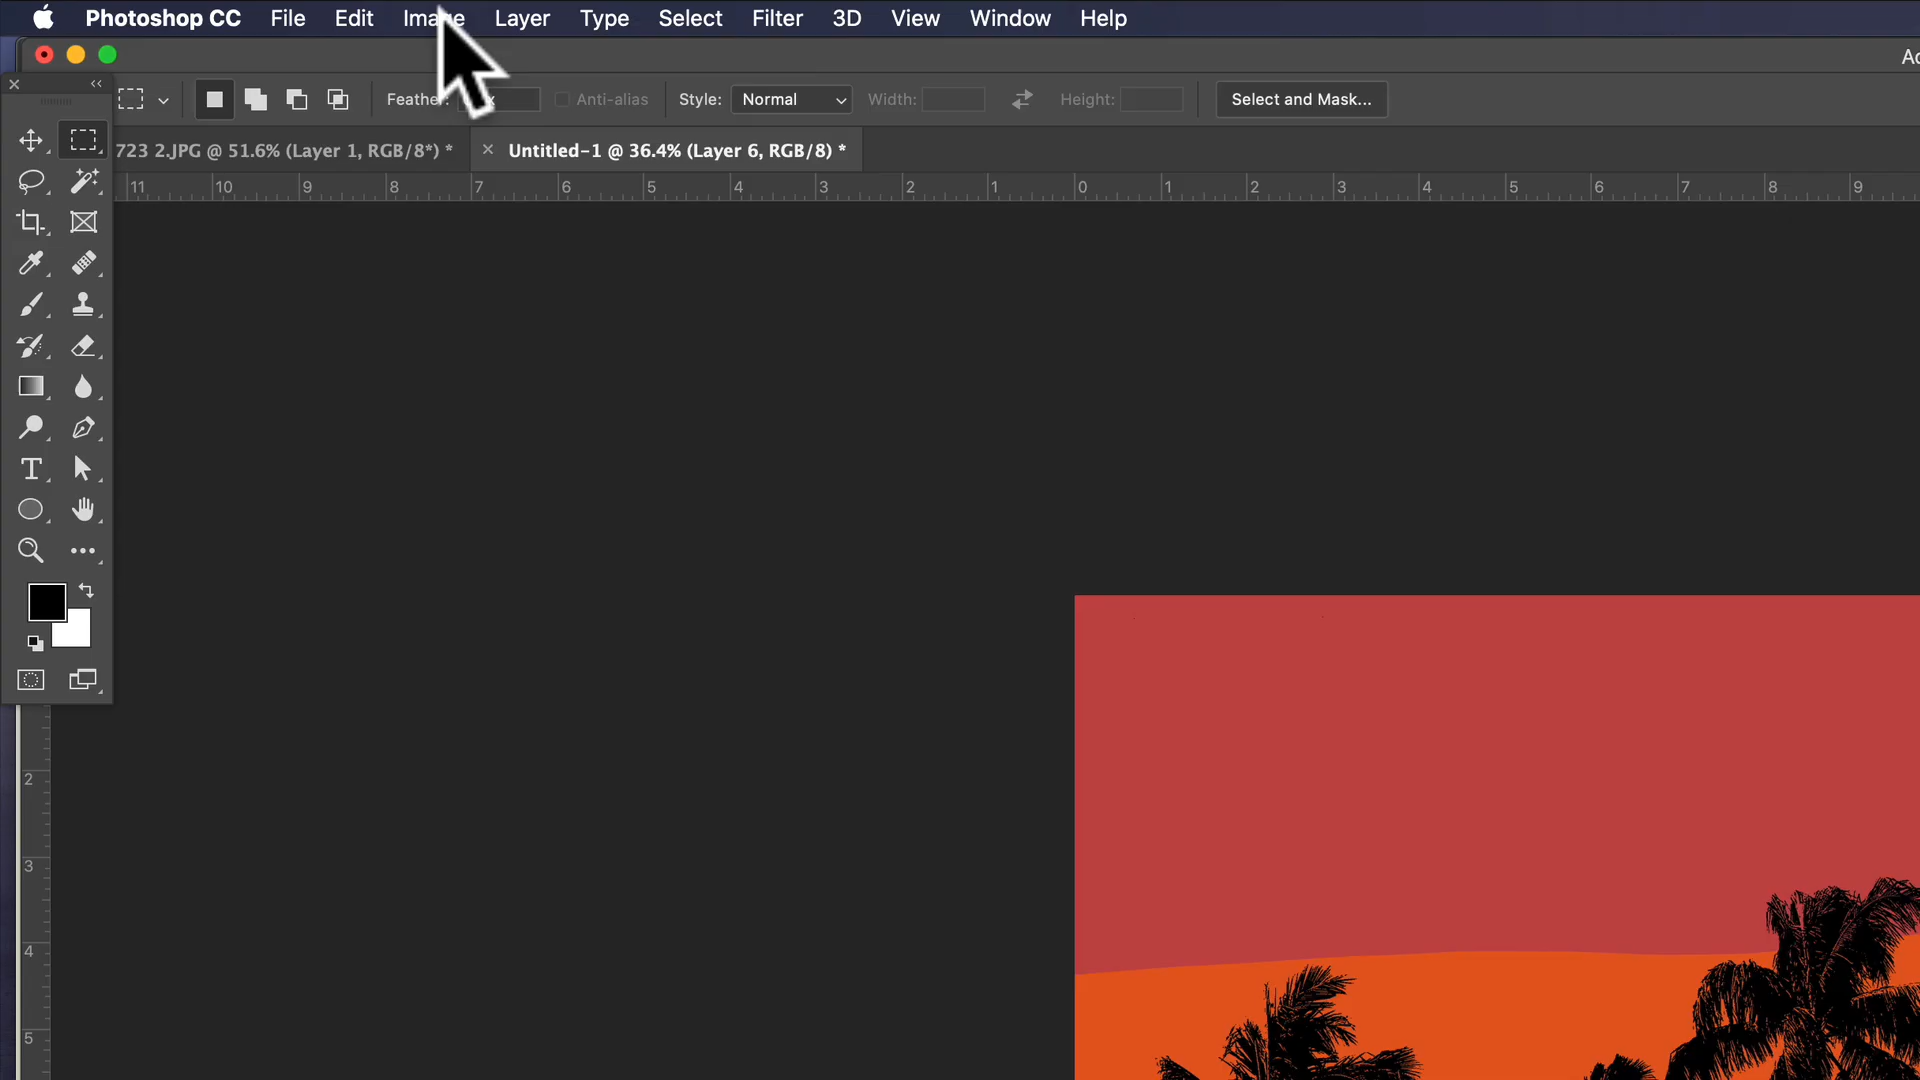 Photoshop CC File Edit Image Layer Type Select Filter 3D View Window Help
Feather: Anti-alias Style: Normal Width: Height: Select and Mask...
723 2.JPG @ 51.6% (Layer 1, RGB/8*) * × Untitled-1 @ 36.4% (Layer 6, RGB/8) *
11 10 9 8 7 6 5 4 3 2 1 0 1 2 3 4 5 6 7 8 9
2
3
4
5